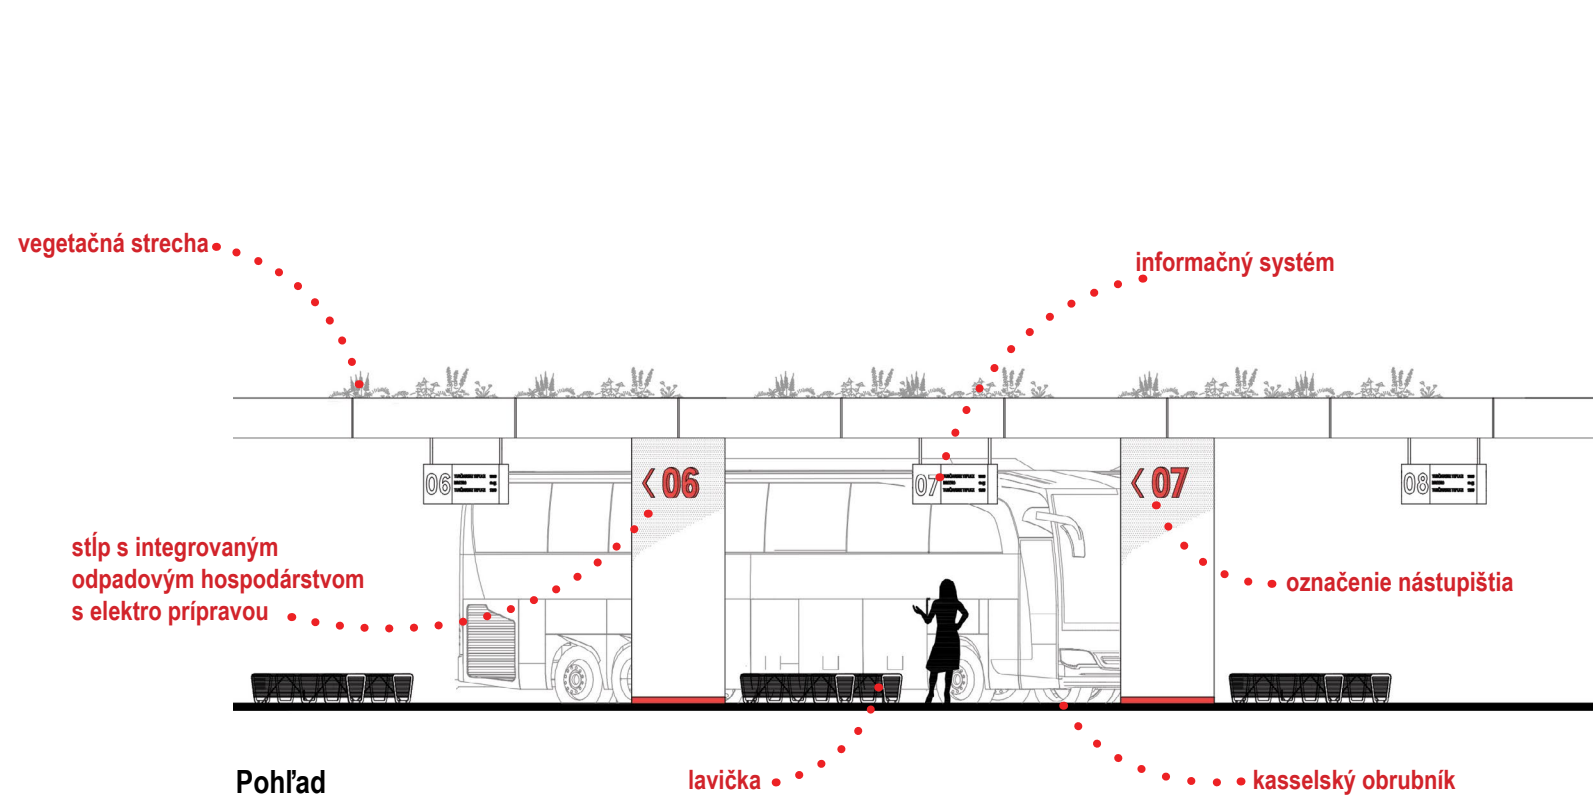 vegetačná strecha
informačný systém
06
< 06
07
< 07
08
stĺp s integrovaným
odpadovým hospodárstvom
s elektro prípravou
označenie nástupištia
Pohľad
lavička
kasselský obrubník